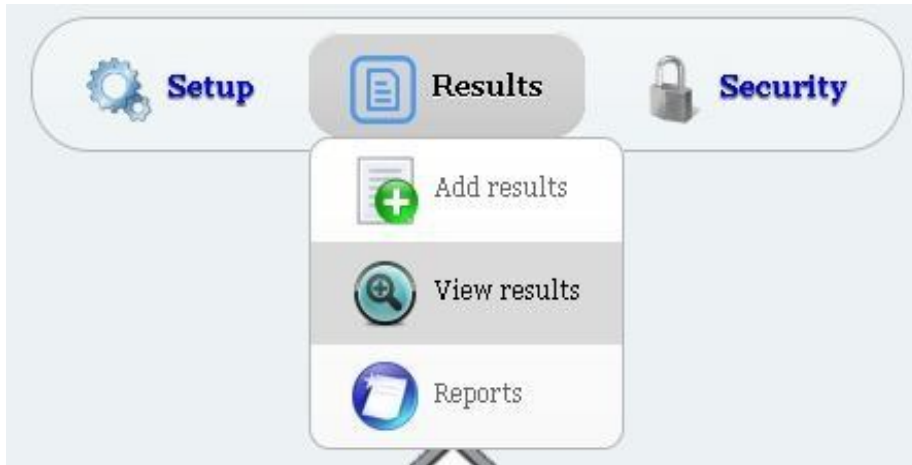 Setup
Results
Security
Add results
View results
Reports